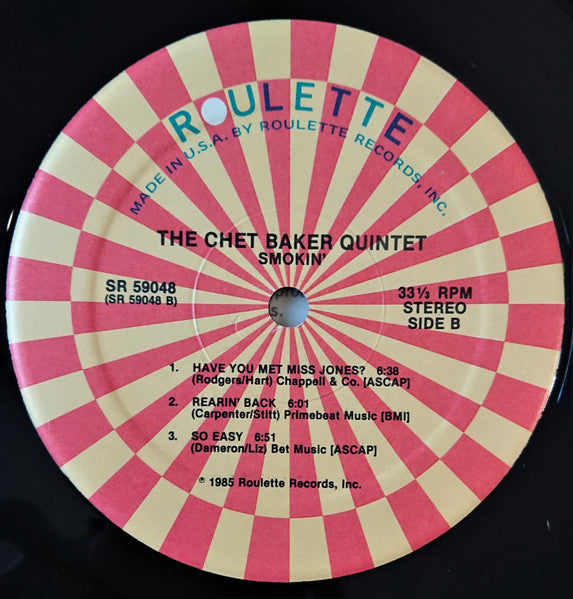 ROULETTE
MADE IN U.S.A. BY ROULETTE RECORDS, INC.
THE CHET BAKER QUINTET
SMOKIN'
SR 59048
(SR 59048 B)
33⅓ RPM
STEREO
SIDE B
1. HAVE YOU MET MISS JONES? 6:38
(Rodgers/Hart) Chappell & Co. [ASCAP]
2. REARIN' BACK 6:01
(Carpenter/Stitt) Primebeat Music [BMI]
3. SO EASY 6:51
(Dameron/Liz) Bet Music [ASCAP]
℗ 1985 Roulette Records, Inc.